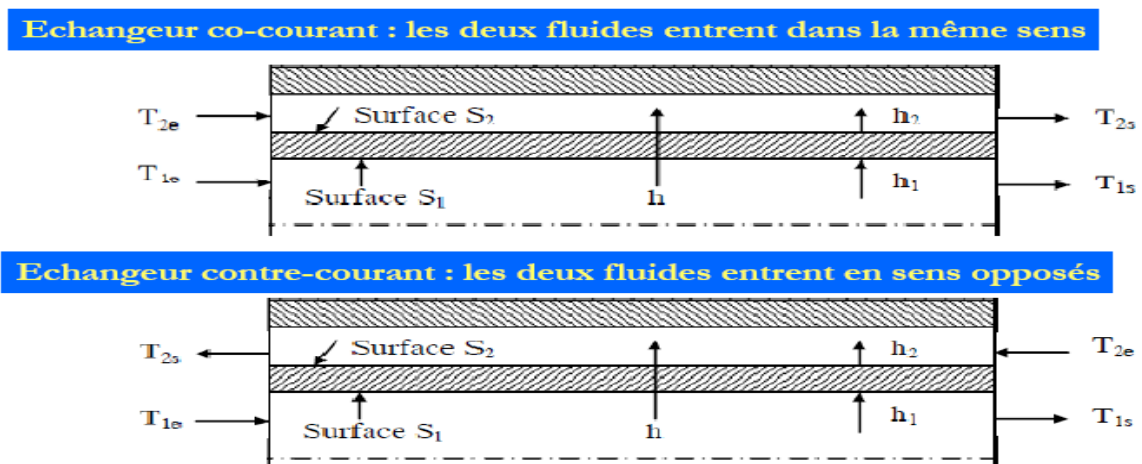 Echangeur co-courant : les deux fluides entrent dans la même sens
T2e Surface S2 h2 T2s
T1e Surface S1 h h1 T1s
Echangeur contre-courant : les deux fluides entrent en sens opposés
T2s Surface S2 h2 T2e
T1e Surface S1 h h1 T1s